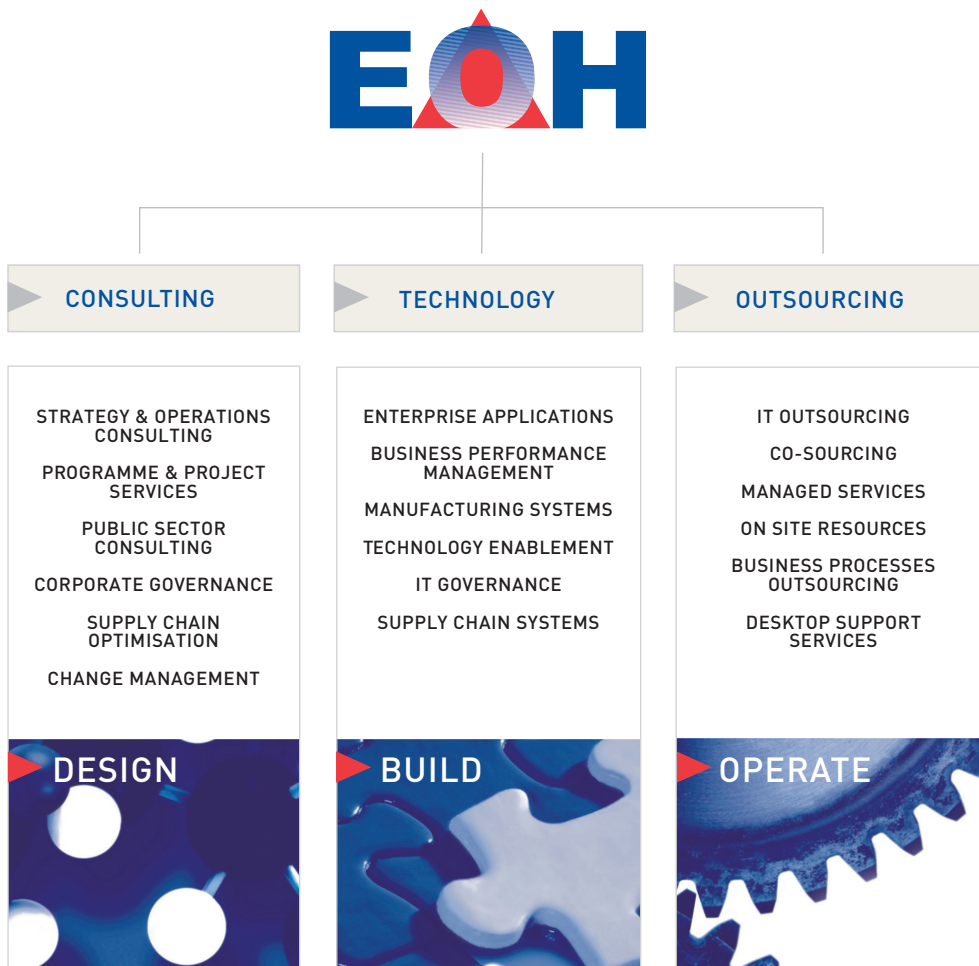 EOH
CONSULTING
TECHNOLOGY
OUTSOURCING
STRATEGY & OPERATIONS
CONSULTING
PROGRAMME & PROJECT
SERVICES
PUBLIC SECTOR
CONSULTING
CORPORATE GOVERNANCE
SUPPLY CHAIN
OPTIMISATION
CHANGE MANAGEMENT
ENTERPRISE APPLICATIONS
BUSINESS PERFORMANCE
MANAGEMENT
MANUFACTURING SYSTEMS
TECHNOLOGY ENABLEMENT
IT GOVERNANCE
SUPPLY CHAIN SYSTEMS
IT OUTSOURCING
CO-SOURCING
MANAGED SERVICES
ON SITE RESOURCES
BUSINESS PROCESSES
OUTSOURCING
DESKTOP SUPPORT
SERVICES
DESIGN
BUILD
OPERATE